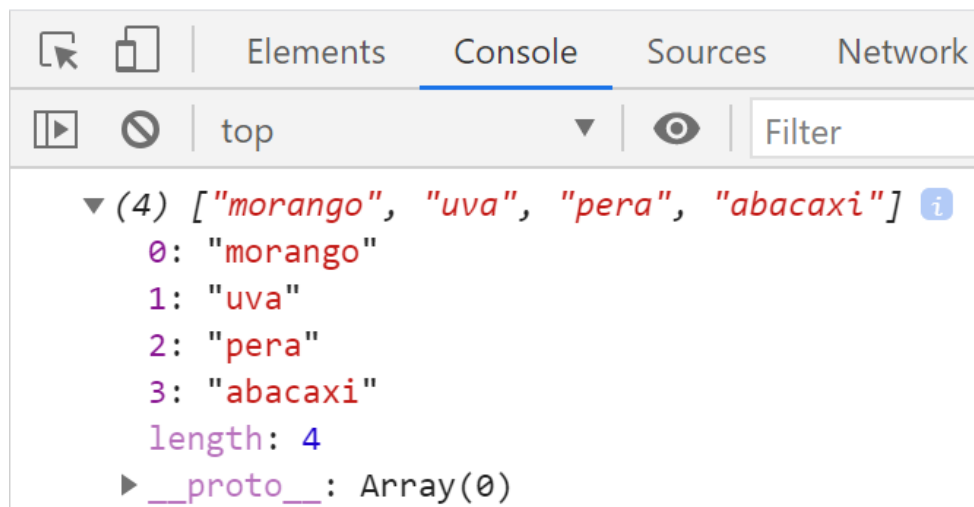 Elements Console Sources Network
top Filter
(4) ["morango", "uva", "pera", "abacaxi"] i
0: "morango"
1: "uva"
2: "pera"
3: "abacaxi"
length: 4
__proto__: Array(0)